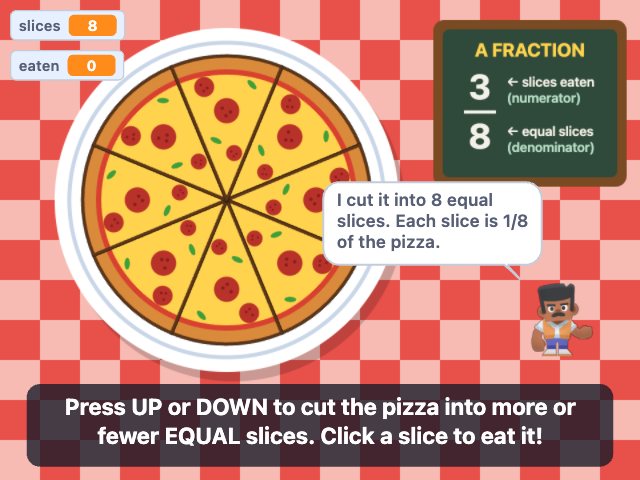 slices 8
eaten 0
A FRACTION
3
← slices eaten
(numerator)
8
← equal slices
(denominator)
I cut it into 8 equal
slices. Each slice is 1/8
of the pizza.
Press UP or DOWN to cut the pizza into more or
fewer EQUAL slices. Click a slice to eat it!